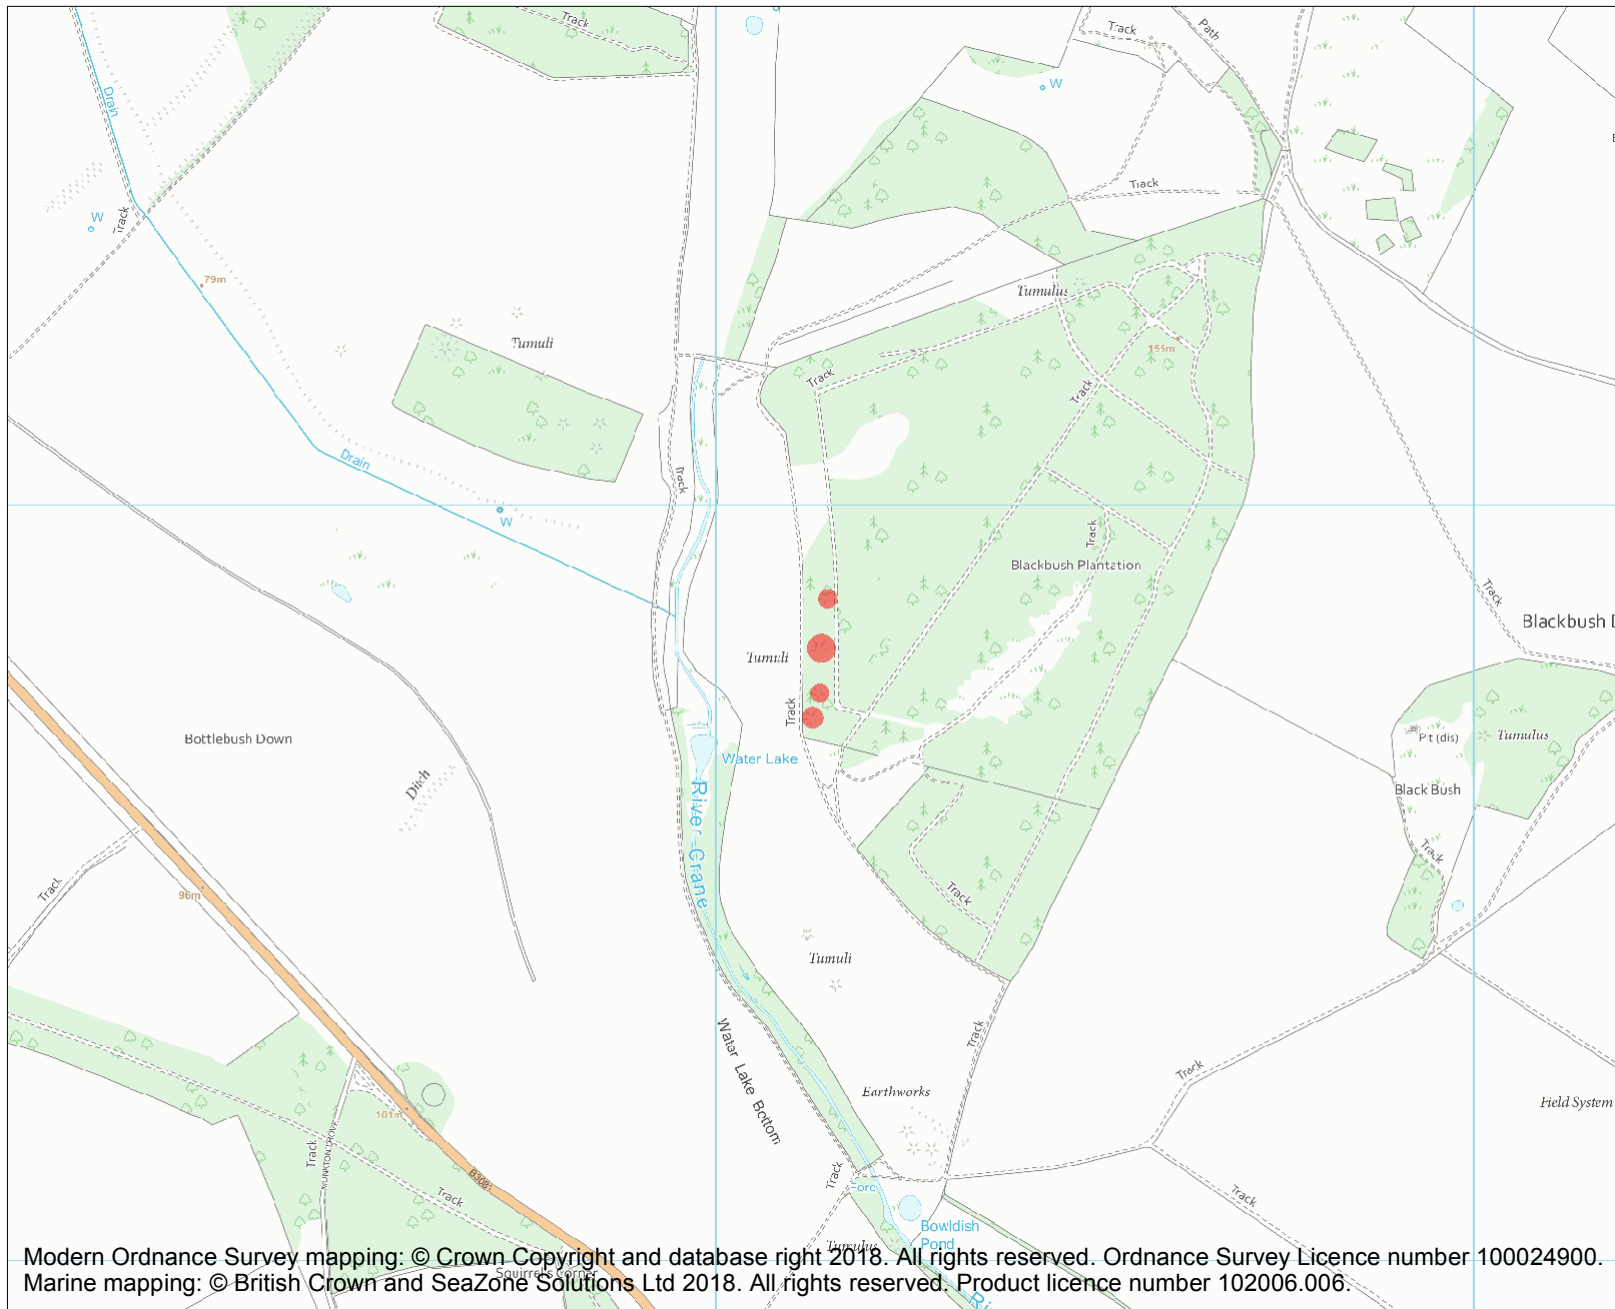 Track
Track
Path
W
Drain
Track
W
Track
79m
Tumulus
Tumuli
155m
Track
Track
Drain
Track
W
Track
Blackbush Plantation
Track
Blackbush D
Tumuli
Track
Bottlebush Down
Water Lake
Pit (dis)
Tumulus
Ditch
Black Bush
River Crane
Track
Track
96m
Track
Tumuli
Water Lake Bottom
Track
Track
Earthworks
Field System
101m
Track
Track
B3081
Track
Track
Bowldish
Pond
Tumulus
Squirrel's Corner
Modern Ordnance Survey mapping: © Crown Copyright and database right 2018. All rights reserved. Ordnance Survey Licence number 100024900.
Marine mapping: © British Crown and SeaZone Solutions Ltd 2018. All rights reserved. Product licence number 102006.006.